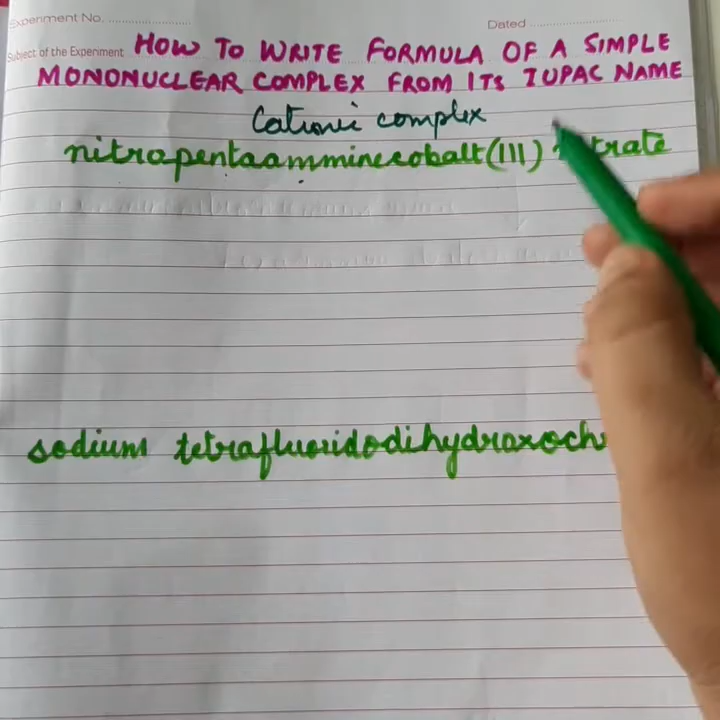 Experiment No. ........................
Dated ........................
Subject of the Experiment HOW TO WRITE FORMULA OF A SIMPLE
MONONUCLEAR COMPLEX FROM ITS IUPAC NAME
Cationic complex
nitropentaamminecobalt(III)
sodium tetrafluoridodihydroxoch